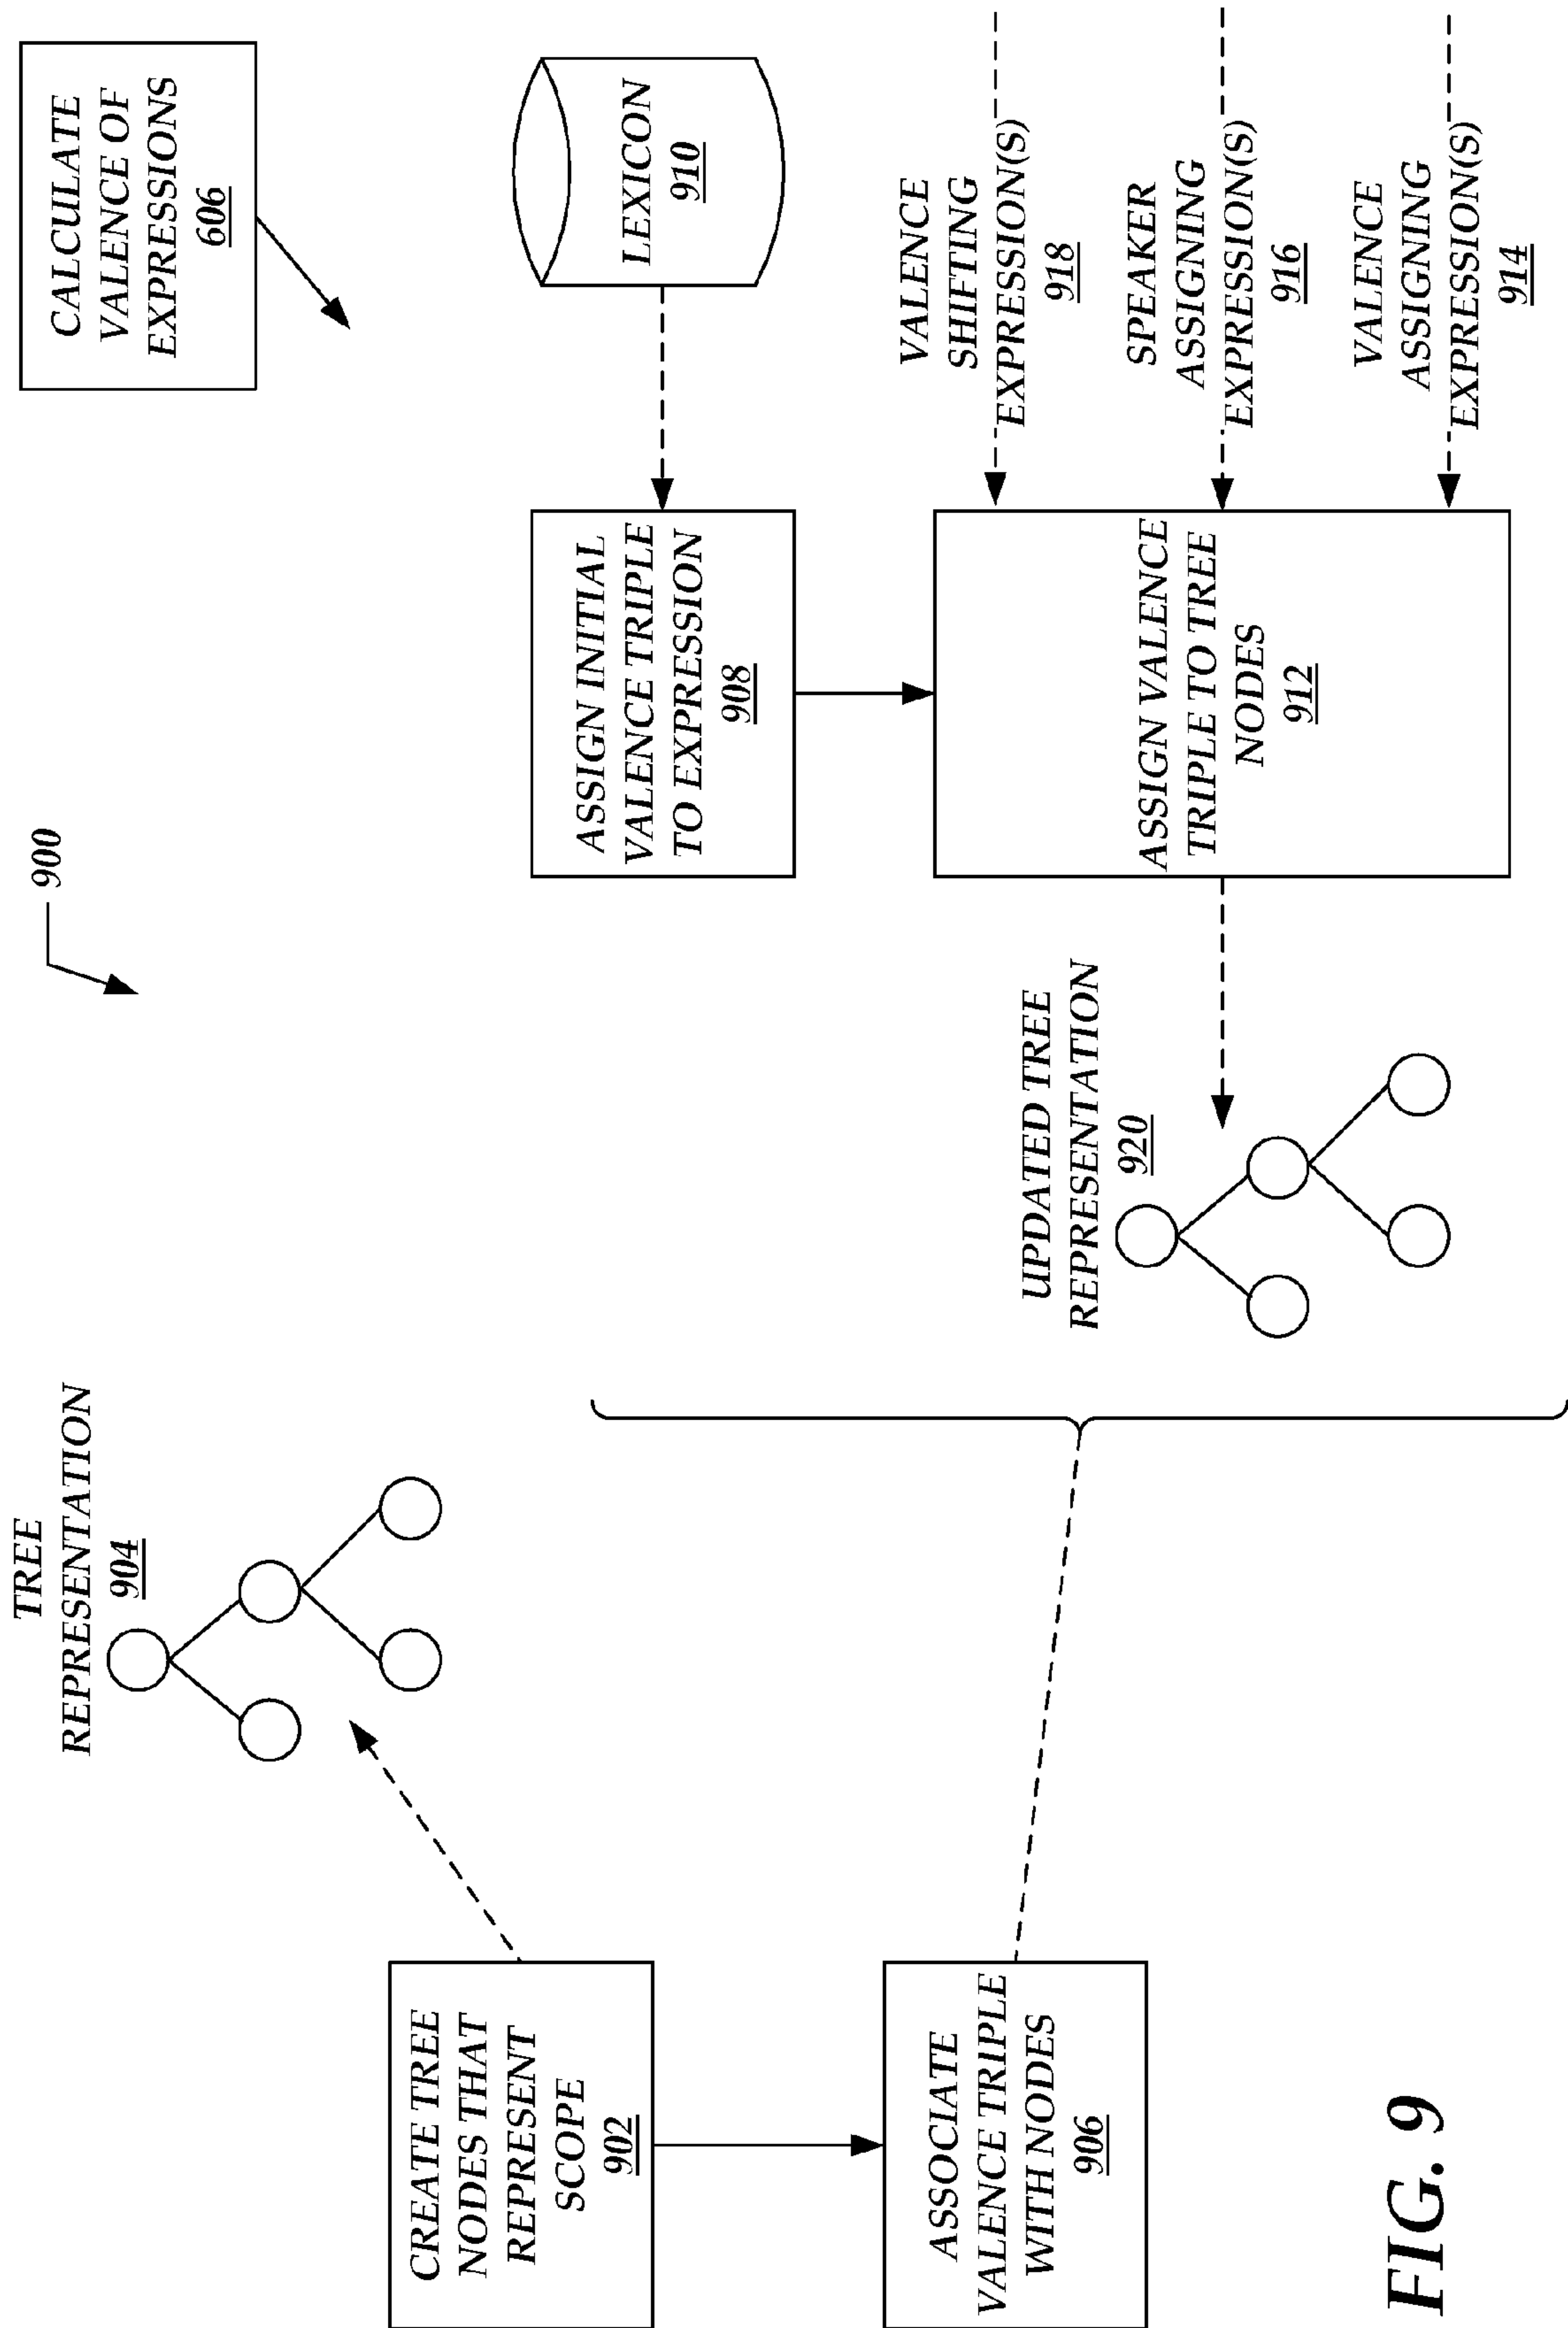 900
CALCULATE
VALENCE OF
EXPRESSIONS
606
TREE
REPRESENTATION
904
CREATE TREE
NODES THAT
REPRESENT
SCOPE
902
ASSOCIATE
VALENCE TRIPLE
WITH NODES
906
ASSIGN INITIAL
VALENCE TRIPLE
TO EXPRESSION
908
LEXICON
910
UPDATED TREE
REPRESENTATION
920
ASSIGN VALENCE
TRIPLE TO TREE
NODES
912
VALENCE
SHIFTING
EXPRESSION(S)
918
SPEAKER
ASSIGNING
EXPRESSION(S)
916
VALENCE
ASSIGNING
EXPRESSION(S)
914
FIG. 9